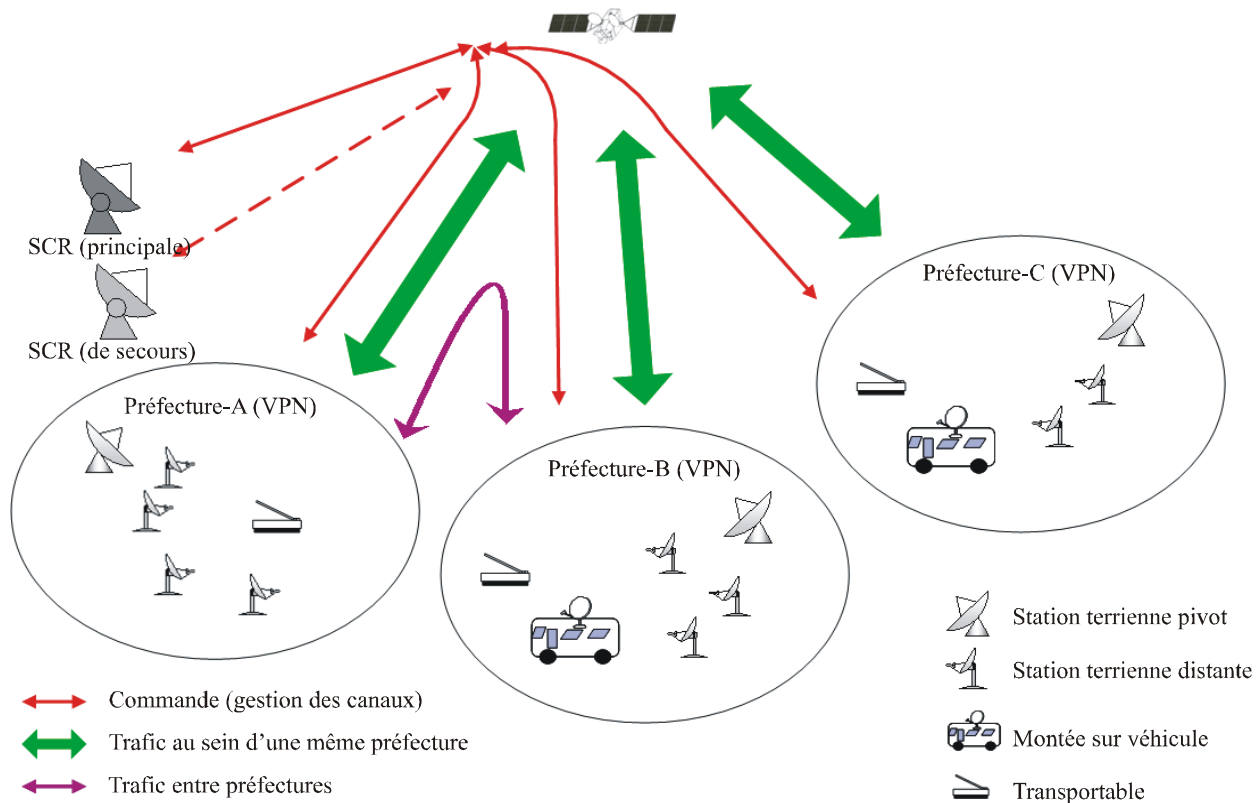 SCR (principale)
SCR (de secours)
Préfecture-A (VPN)
Préfecture-B (VPN)
Préfecture-C (VPN)
Commande (gestion des canaux)
Trafic au sein d’une même préfecture
Trafic entre préfectures
Station terrienne pivot
Station terrienne distante
Montée sur véhicule
Transportable